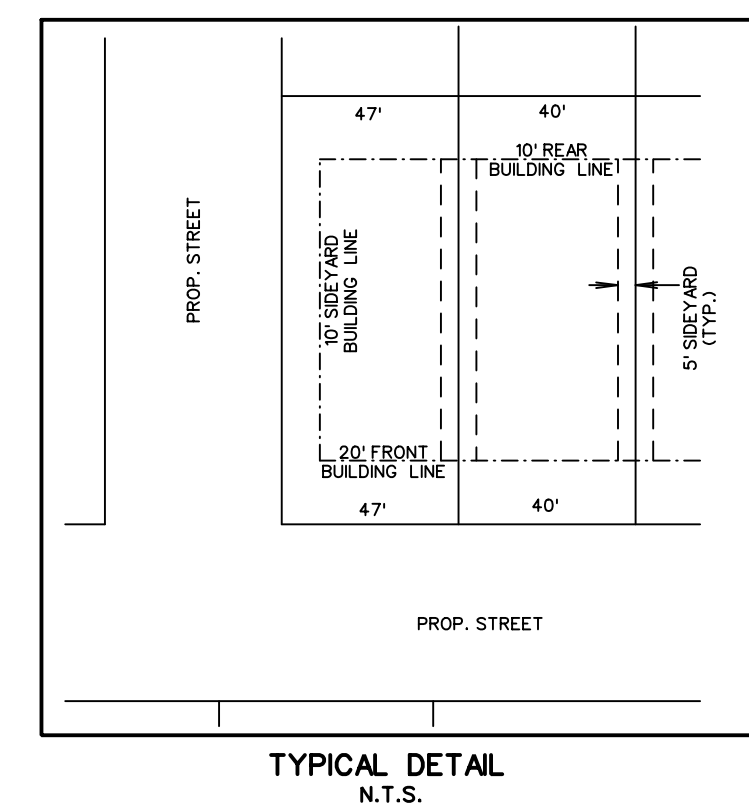 47'
40'
10' REAR
BUILDING LINE
PROP. STREET
10' SIDEYARD
BUILDING LINE
5' SIDEYARD
(TYP.)
20' FRONT
BUILDING LINE
47'
40'
PROP. STREET
TYPICAL DETAIL
N.T.S.